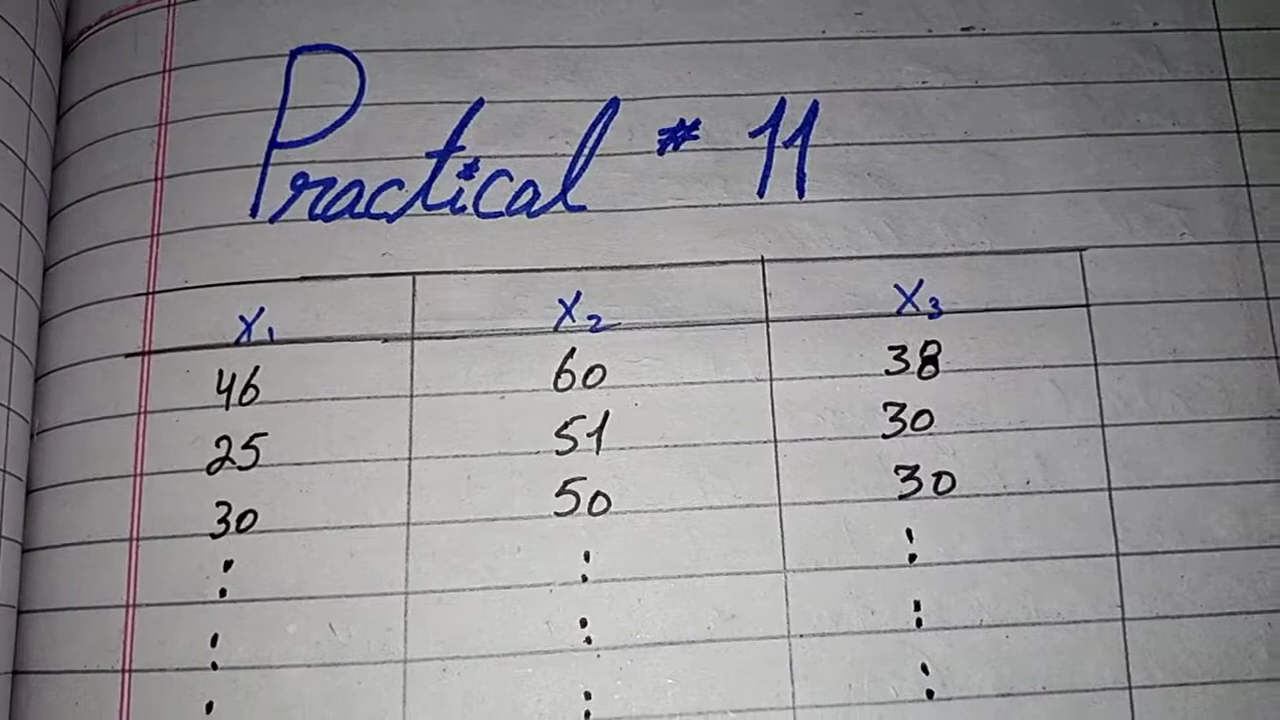 Practical # 11
X₁ X₂ X₃
46 60 38
25 51 30
30 50 30
: : :
: : :
. : :